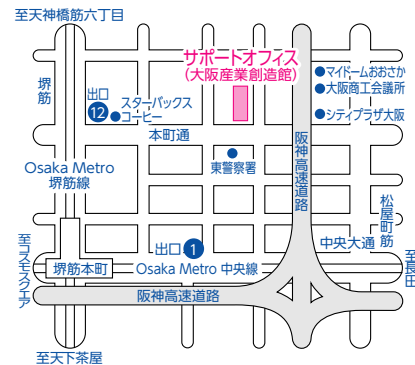 至天神橋筋六丁目
堺筋
サポートオフィス
(大阪産業創造館)
マイドームおおさか
大阪商工会議所
シティプラザ大阪
出口
12
スターバックス
コーヒー
本町通
阪神高速道路
東警察署
Osaka Metro
堺筋線
松屋町筋
出口 1
中央大通
至コスモスクエア
堺筋本町
Osaka Metro 中央線
至長田
阪神高速道路
至天下茶屋